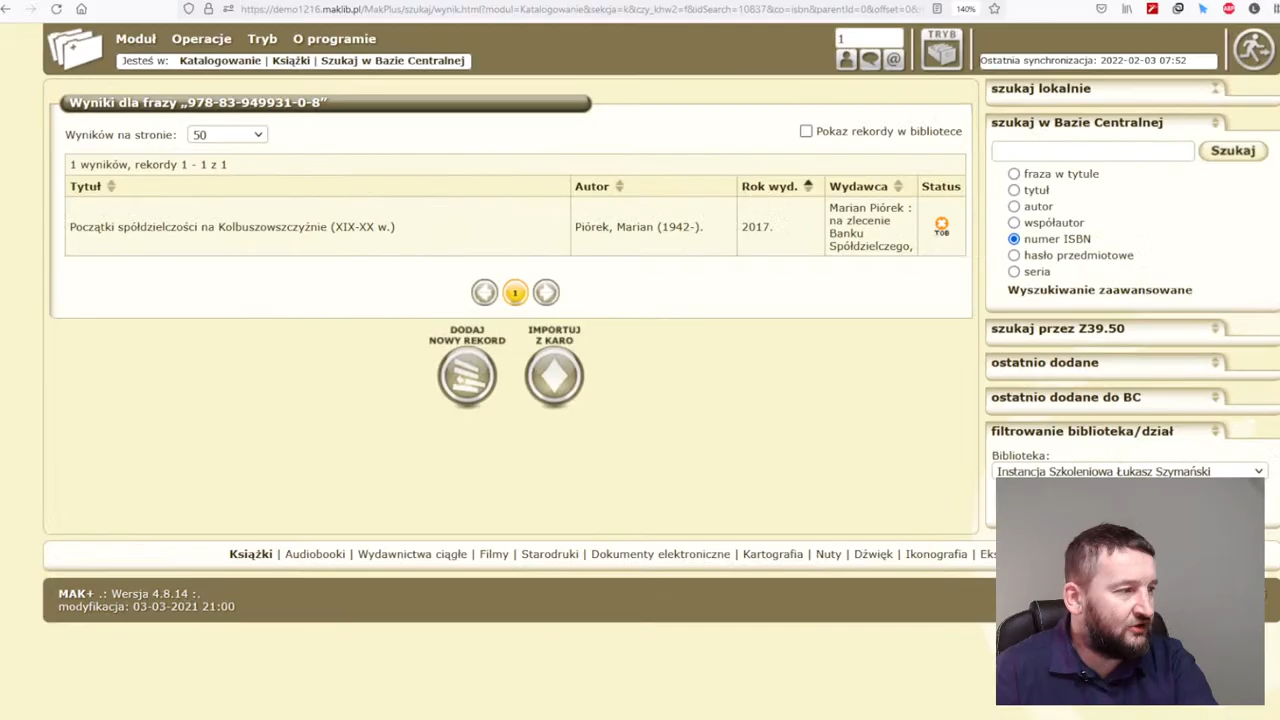 https://demo1216.maklib.pl/MakPlus/szukaj/wynik.html?modul=Katalogowanie&sekcja=k&czy_khw2=f&idSearch=10837&co=isbn&parentId=0&offset=0&
140%
Moduł Operacje Tryb O programie
Jesteś w: Katalogowanie | Książki | Szukaj w Bazie Centralnej
1
TRYB
Ostatnia synchronizacja: 2022-02-03 07:52
Wyniki dla frazy „978-83-949931-0-8”
Wyników na stronie: 50
Pokaz rekordy w bibliotece
1 wyników, rekordy 1 - 1 z 1
Tytuł Autor Rok wyd. Wydawca Status
Początki spółdzielczości na Kolbuszowszczyźnie (XIX-XX w.)
Piórek, Marian (1942-).
2017.
Marian Piórek :
na zlecenie
Banku
Spółdzielczego,
TOB
1
DODAJ
NOWY REKORD
IMPORTUJ
Z KARO
szukaj lokalnie
szukaj w Bazie Centralnej
Szukaj
fraza w tytule
tytuł
autor
współautor
numer ISBN
hasło przedmiotowe
seria
Wyszukiwanie zaawansowane
szukaj przez Z39.50
ostatnio dodane
ostatnio dodane do BC
filtrowanie biblioteka/dział
Biblioteka:
Instancja Szkoleniowa Łukasz Szymański
Książki | Audiobooki | Wydawnictwa ciągłe | Filmy | Starodruki | Dokumenty elektroniczne | Kartografia | Nuty | Dźwięk | Ikonografia | Eks
MAK+ .: Wersja 4.8.14 :.
modyfikacja: 03-03-2021 21:00